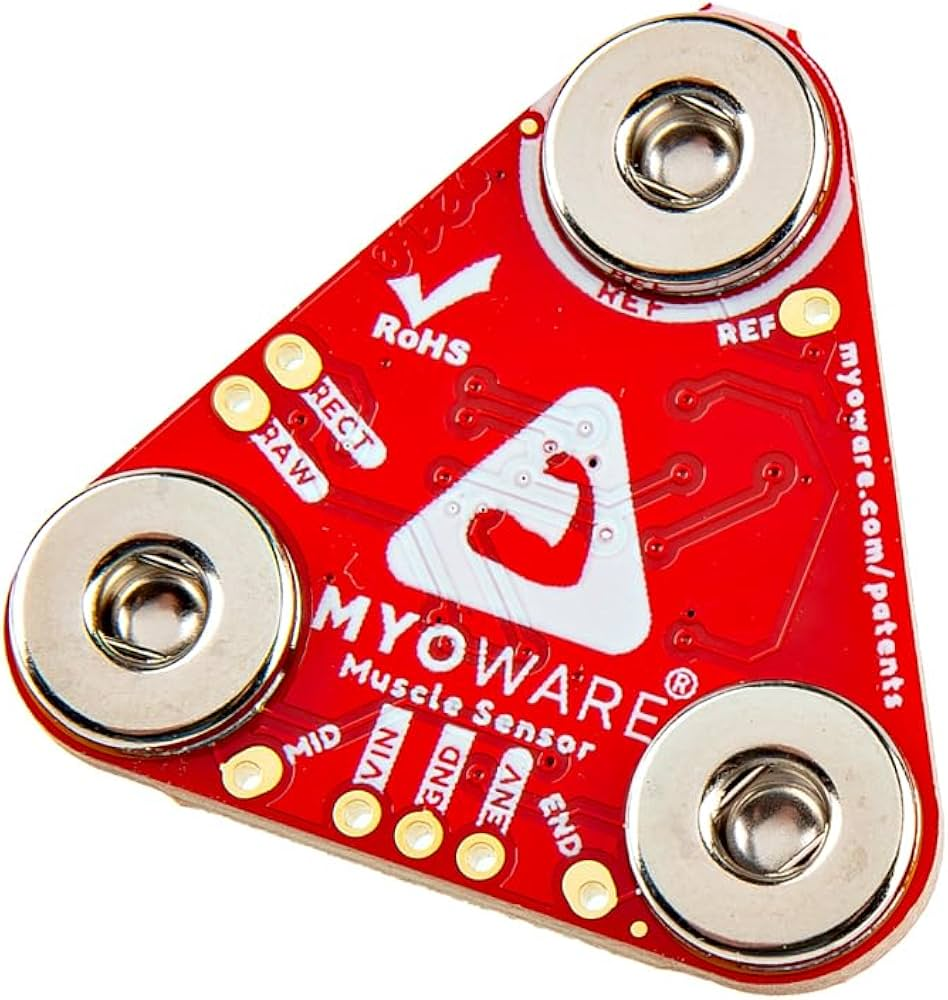 REF
REF
RoHS
RECT
RAW
myoware.com/patents
MYOWARE®
Muscle Sensor
MID
VIN
GND
ENV
END